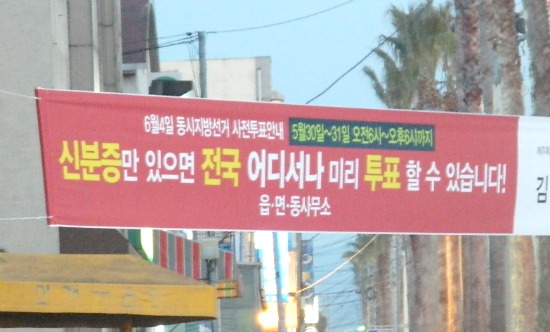 6월4일 동시지방선거 사전투표안내 5월30일~31일 오전6시~오후6시까지
신분증만 있으면 전국 어디서나 미리 투표 할 수 있습니다!
읍·면·동사무소
김